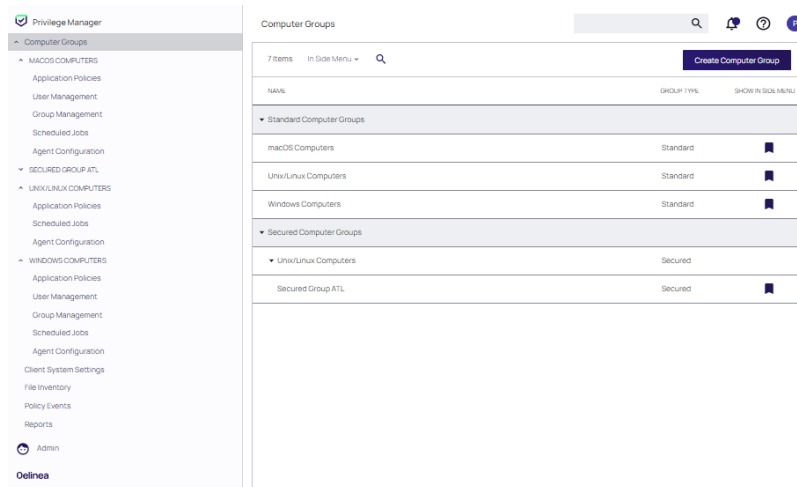 Privilege Manager
Computer Groups
MACOS COMPUTERS
Application Policies
User Management
Group Management
Scheduled Jobs
Agent Configuration
SECURED GROUP ATL
UNIX/LINUX COMPUTERS
Application Policies
Scheduled Jobs
Agent Configuration
WINDOWS COMPUTERS
Application Policies
User Management
Group Management
Scheduled Jobs
Agent Configuration
Client System Settings
File Inventory
Policy Events
Reports
Admin
Delinea
Computer Groups
P
7 Items In Side Menu
Create Computer Group
NAME GROUP TYPE SHOW IN SIDE MENU
Standard Computer Groups
macOS Computers Standard
Unix/Linux Computers Standard
Windows Computers Standard
Secured Computer Groups
Unix/Linux Computers Secured
Secured Group ATL Secured